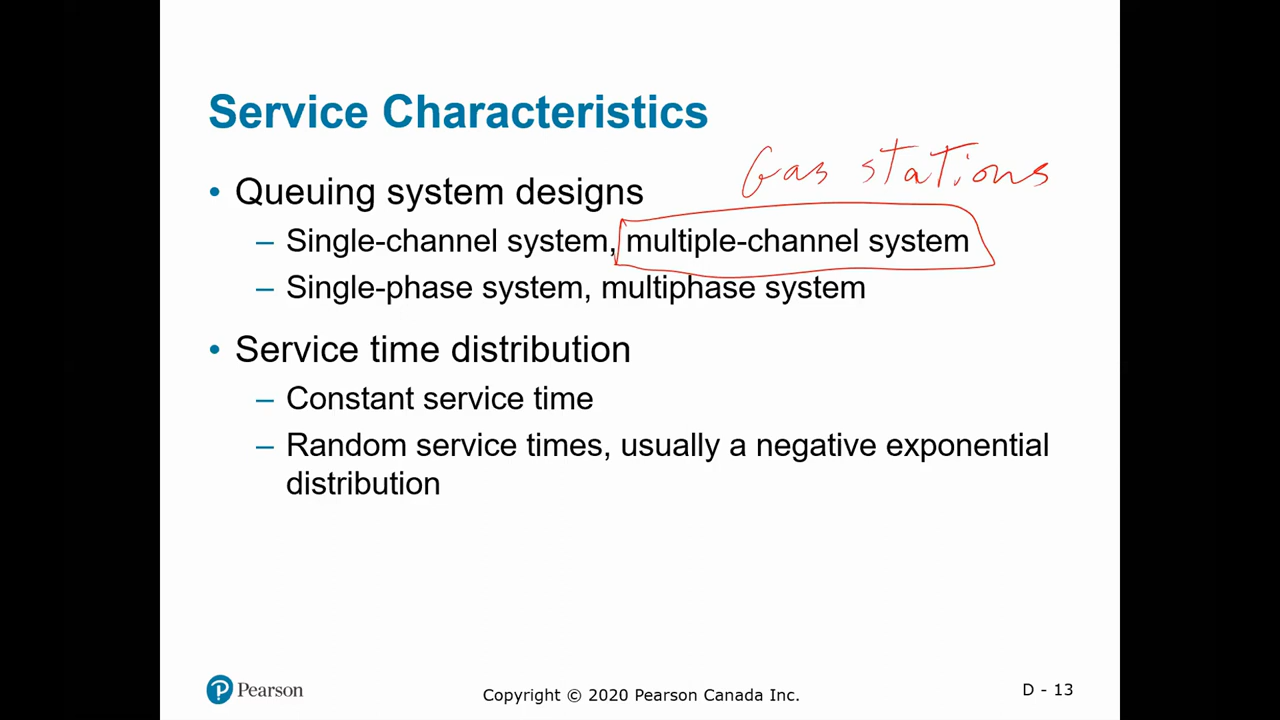 Service Characteristics
Gas stations
• Queuing system designs
– Single-channel system, multiple-channel system
– Single-phase system, multiphase system
• Service time distribution
– Constant service time
– Random service times, usually a negative exponential
distribution
Pearson
Copyright © 2020 Pearson Canada Inc.
D - 13